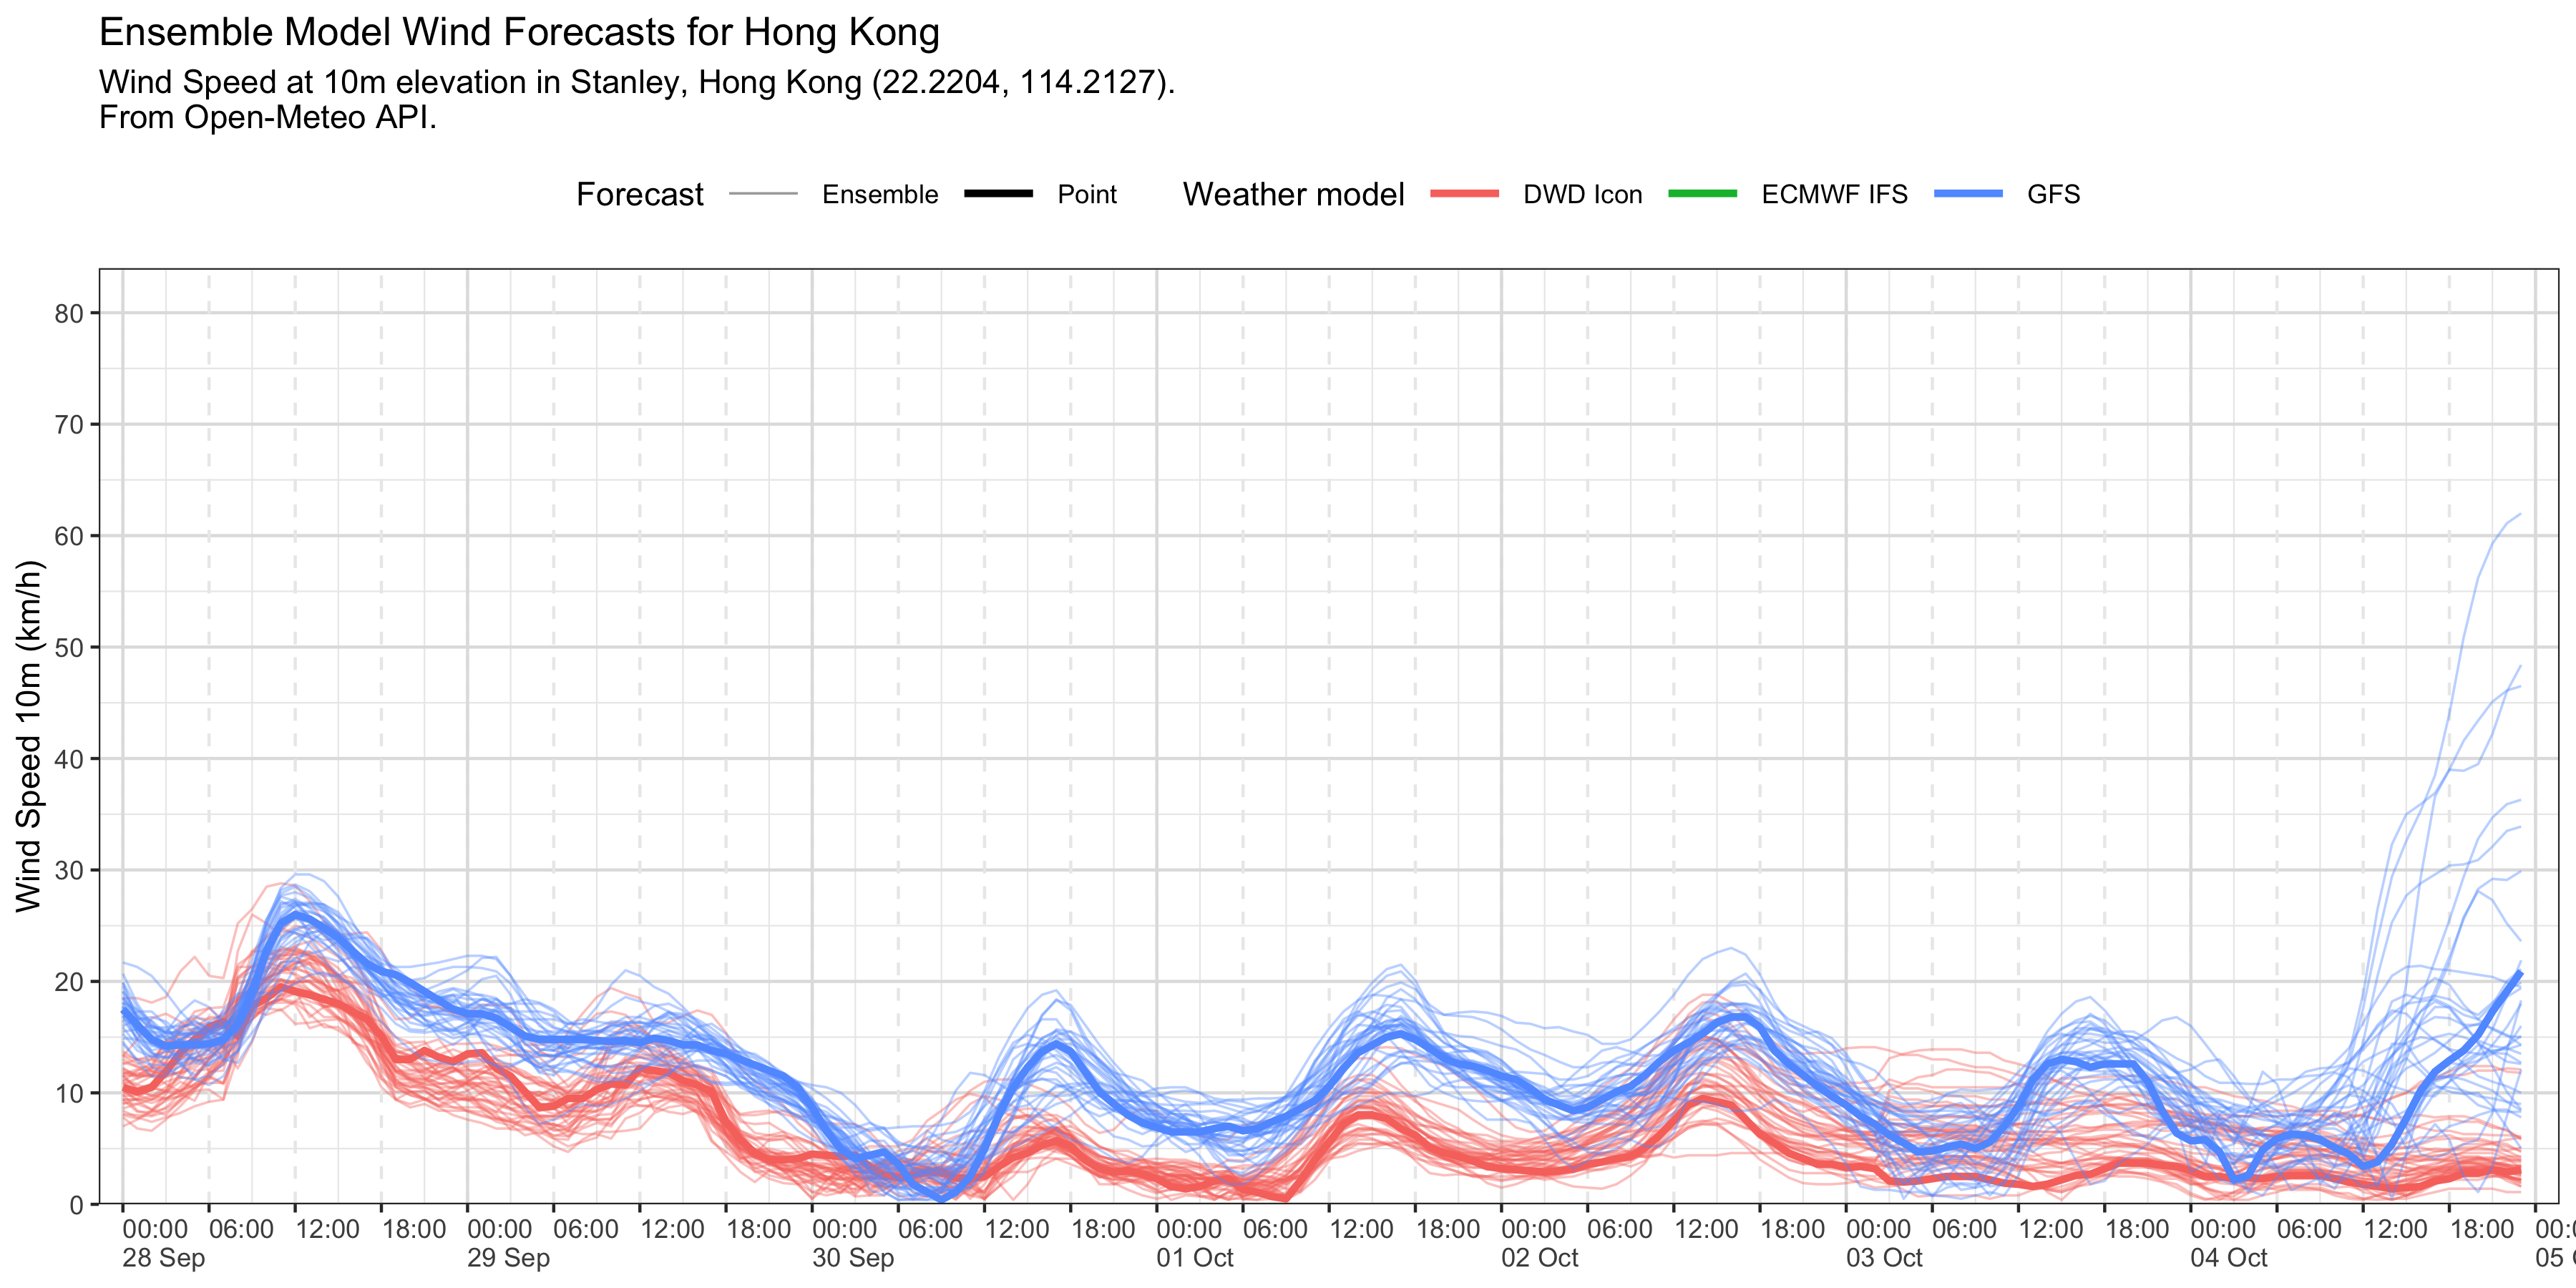 Ensemble Model Wind Forecasts for Hong Kong
Wind Speed at 10m elevation in Stanley, Hong Kong (22.2204, 114.2127).
From Open-Meteo API.
Forecast Ensemble Point Weather model DWD Icon ECMWF IFS GFS
Wind Speed 10m (km/h)
80
70
60
50
40
30
20
10
0
00:00 06:00 12:00 18:00 00:00 06:00 12:00 18:00 00:00 06:00 12:00 18:00 00:00 06:00 12:00 18:00 00:00 06:00 12:00 18:00 00:00 06:00 12:00 18:00 00:00 06:00 12:00 18:00
28 Sep 29 Sep 30 Sep 01 Oct 02 Oct 03 Oct 04 Oct 05